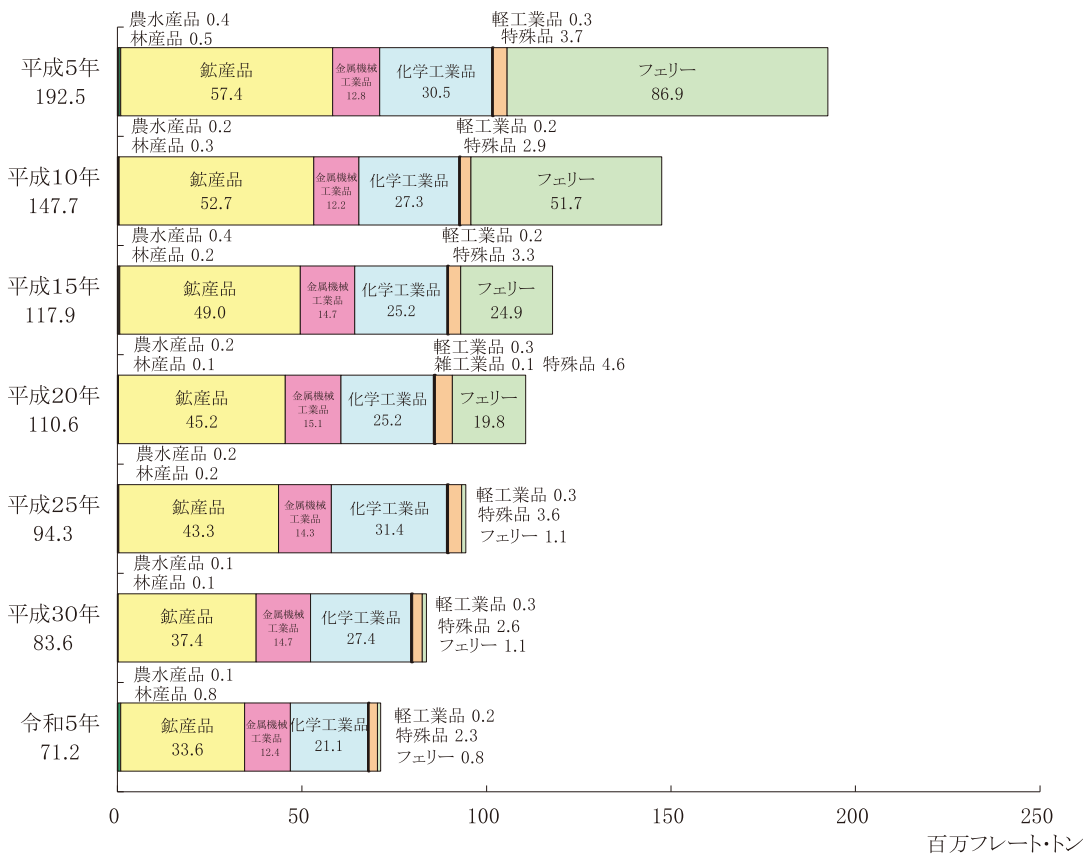 農水産品 0.4
林産品 0.5
軽工業品 0.3
特殊品 3.7
平成5年
192.5
鉱産品
57.4
金属機械
工業品
12.8
化学工業品
30.5
フェリー
86.9
農水産品 0.2
林産品 0.3
軽工業品 0.2
特殊品 2.9
平成10年
147.7
鉱産品
52.7
金属機械
工業品
12.2
化学工業品
27.3
フェリー
51.7
農水産品 0.4
林産品 0.2
軽工業品 0.2
特殊品 3.3
平成15年
117.9
鉱産品
49.0
金属機械
工業品
14.7
化学工業品
25.2
フェリー
24.9
農水産品 0.2
林産品 0.1
軽工業品 0.3
雑工業品 0.1 特殊品 4.6
平成20年
110.6
鉱産品
45.2
金属機械
工業品
15.1
化学工業品
25.2
フェリー
19.8
農水産品 0.2
林産品 0.2
平成25年
94.3
鉱産品
43.3
金属機械
工業品
14.3
化学工業品
31.4
軽工業品 0.3
特殊品 3.6
フェリー 1.1
農水産品 0.1
林産品 0.1
平成30年
83.6
鉱産品
37.4
金属機械
工業品
14.7
化学工業品
27.4
軽工業品 0.3
特殊品 2.6
フェリー 1.1
農水産品 0.1
林産品 0.8
令和5年
71.2
鉱産品
33.6
金属機械
工業品
12.4
化学工業品
21.1
軽工業品 0.2
特殊品 2.3
フェリー 0.8
0 50 100 150 200 250
百万フレート・トン